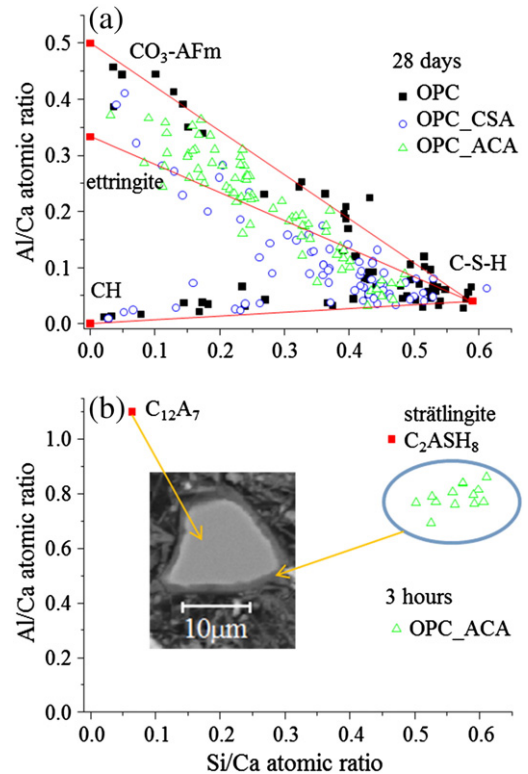 (a)
CO₃-AFm
28 days
OPC
OPC_CSA
OPC_ACA
ettringite
C-S-H
CH
Al/Ca atomic ratio
0.5
0.4
0.3
0.2
0.1
0.0
0.0 0.1 0.2 0.3 0.4 0.5 0.6
(b)
C₁₂A₇
strätlingite
C₂ASH₈
10μm
3 hours
OPC_ACA
Al/Ca atomic ratio
1.0
0.8
0.6
0.4
0.2
0.0
0.0 0.1 0.2 0.3 0.4 0.5 0.6
Si/Ca atomic ratio